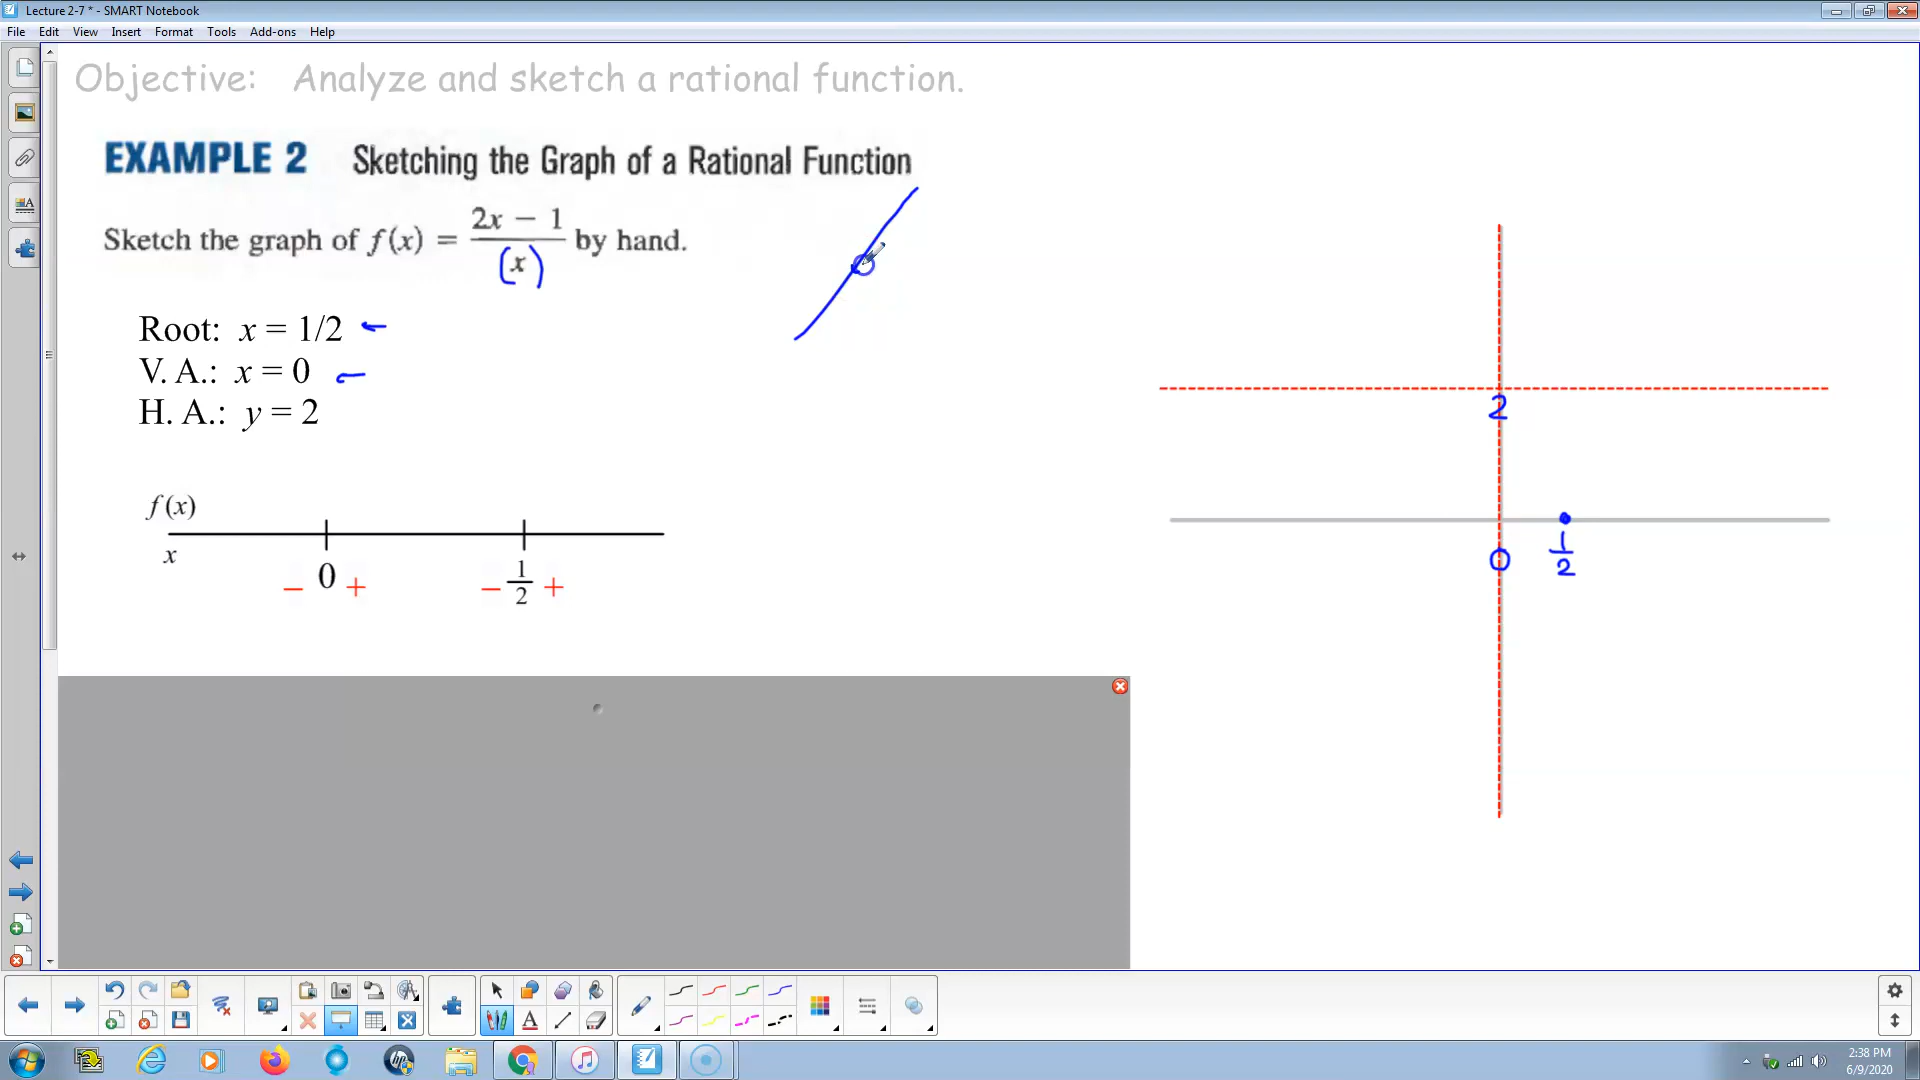 Lecture 2-7 * - SMART Notebook
File Edit View Insert Format Tools Add-ons Help
Objective: Analyze and sketch a rational function.
EXAMPLE 2 Sketching the Graph of a Rational Function
Sketch the graph of f(x) = (2x − 1)/(x) by hand.
Root: x = 1/2
V. A.: x = 0
H. A.: y = 2
f(x)
x
− 0 + − 1/2 +
2
0 1/2
2:38 PM
6/9/2020